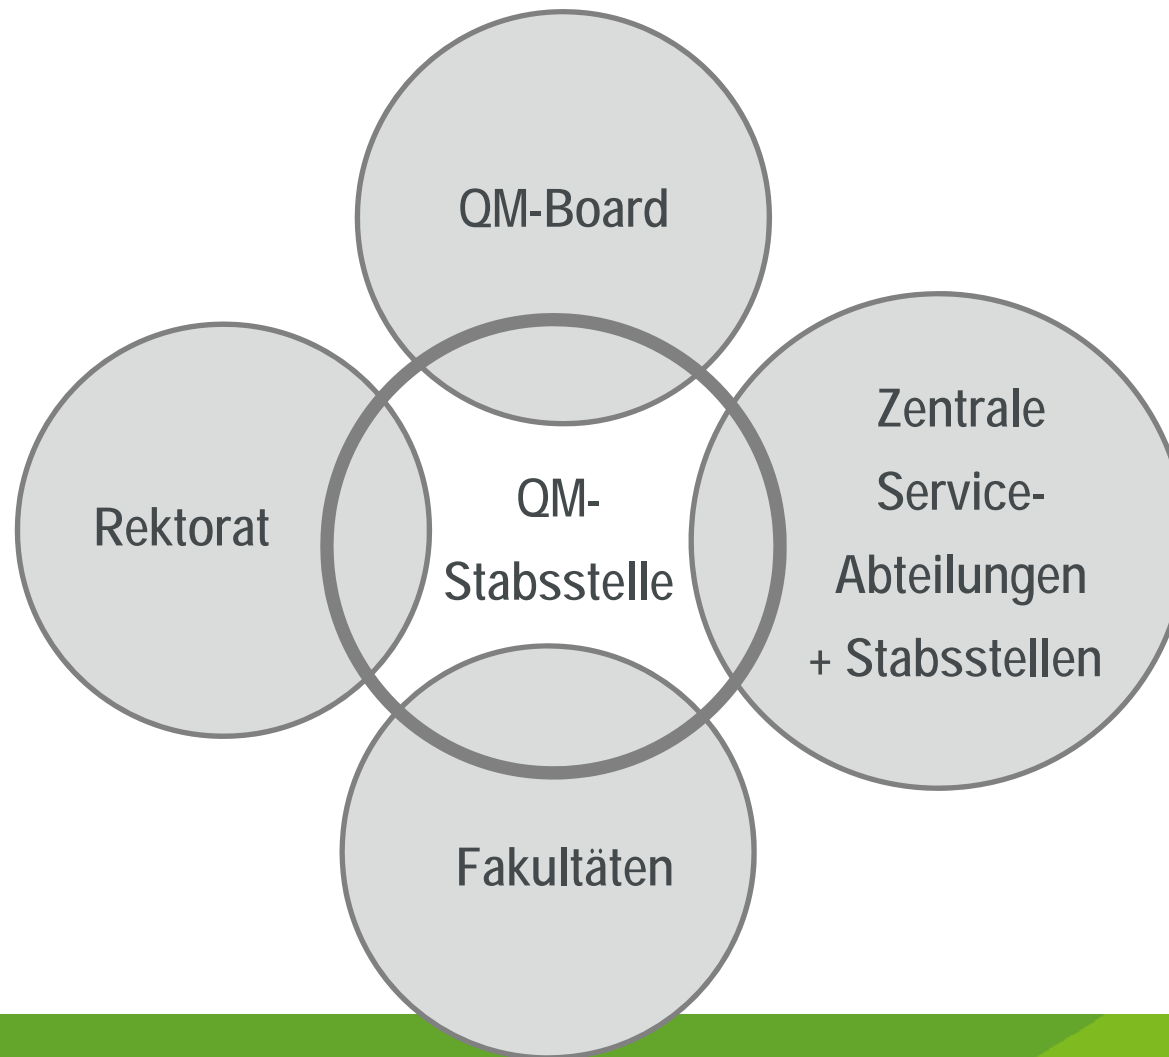 QM-Board
Rektorat
QM-
Stabsstelle
Zentrale
Service-
Abteilungen
+ Stabsstellen
Fakultäten